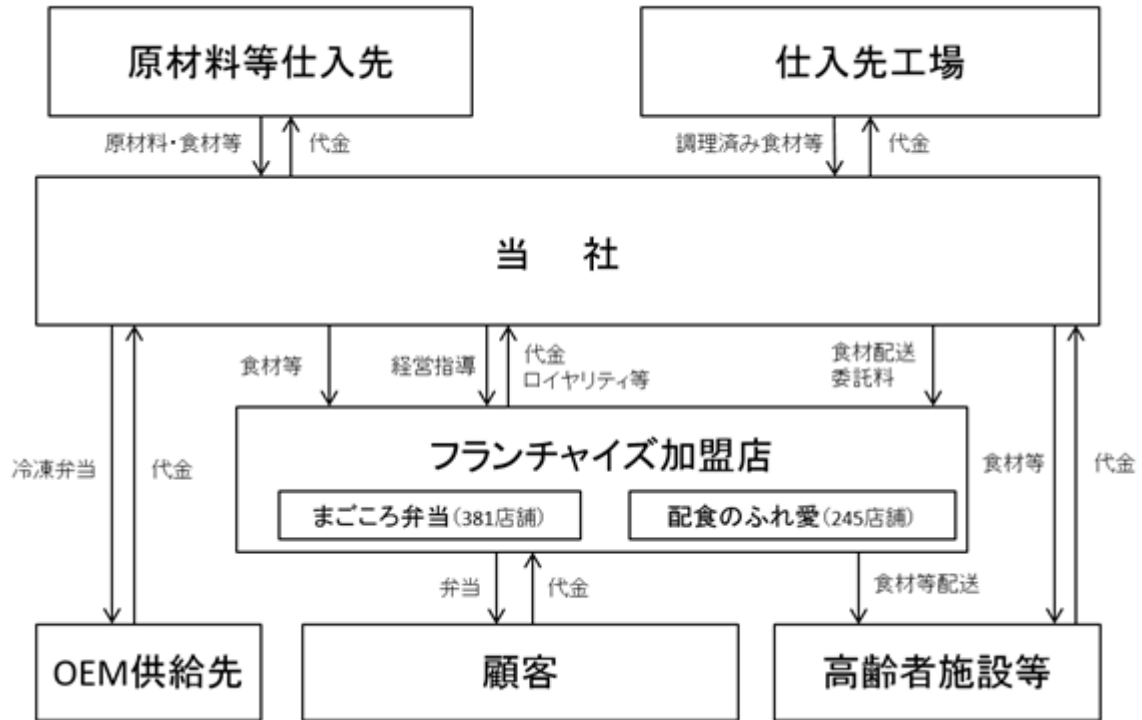 原材料等仕入先
仕入先工場
原材料・食材等
代金
調理済み食材等
代金
当 社
食材等
経営指導
代金
ロイヤリティ等
食材配送
委託料
フランチャイズ加盟店
冷凍弁当
代金
食材等
代金
まごころ弁当(381店舗)
配食のふれ愛(245店舗)
弁当
代金
食材等配送
OEM供給先
顧客
高齢者施設等